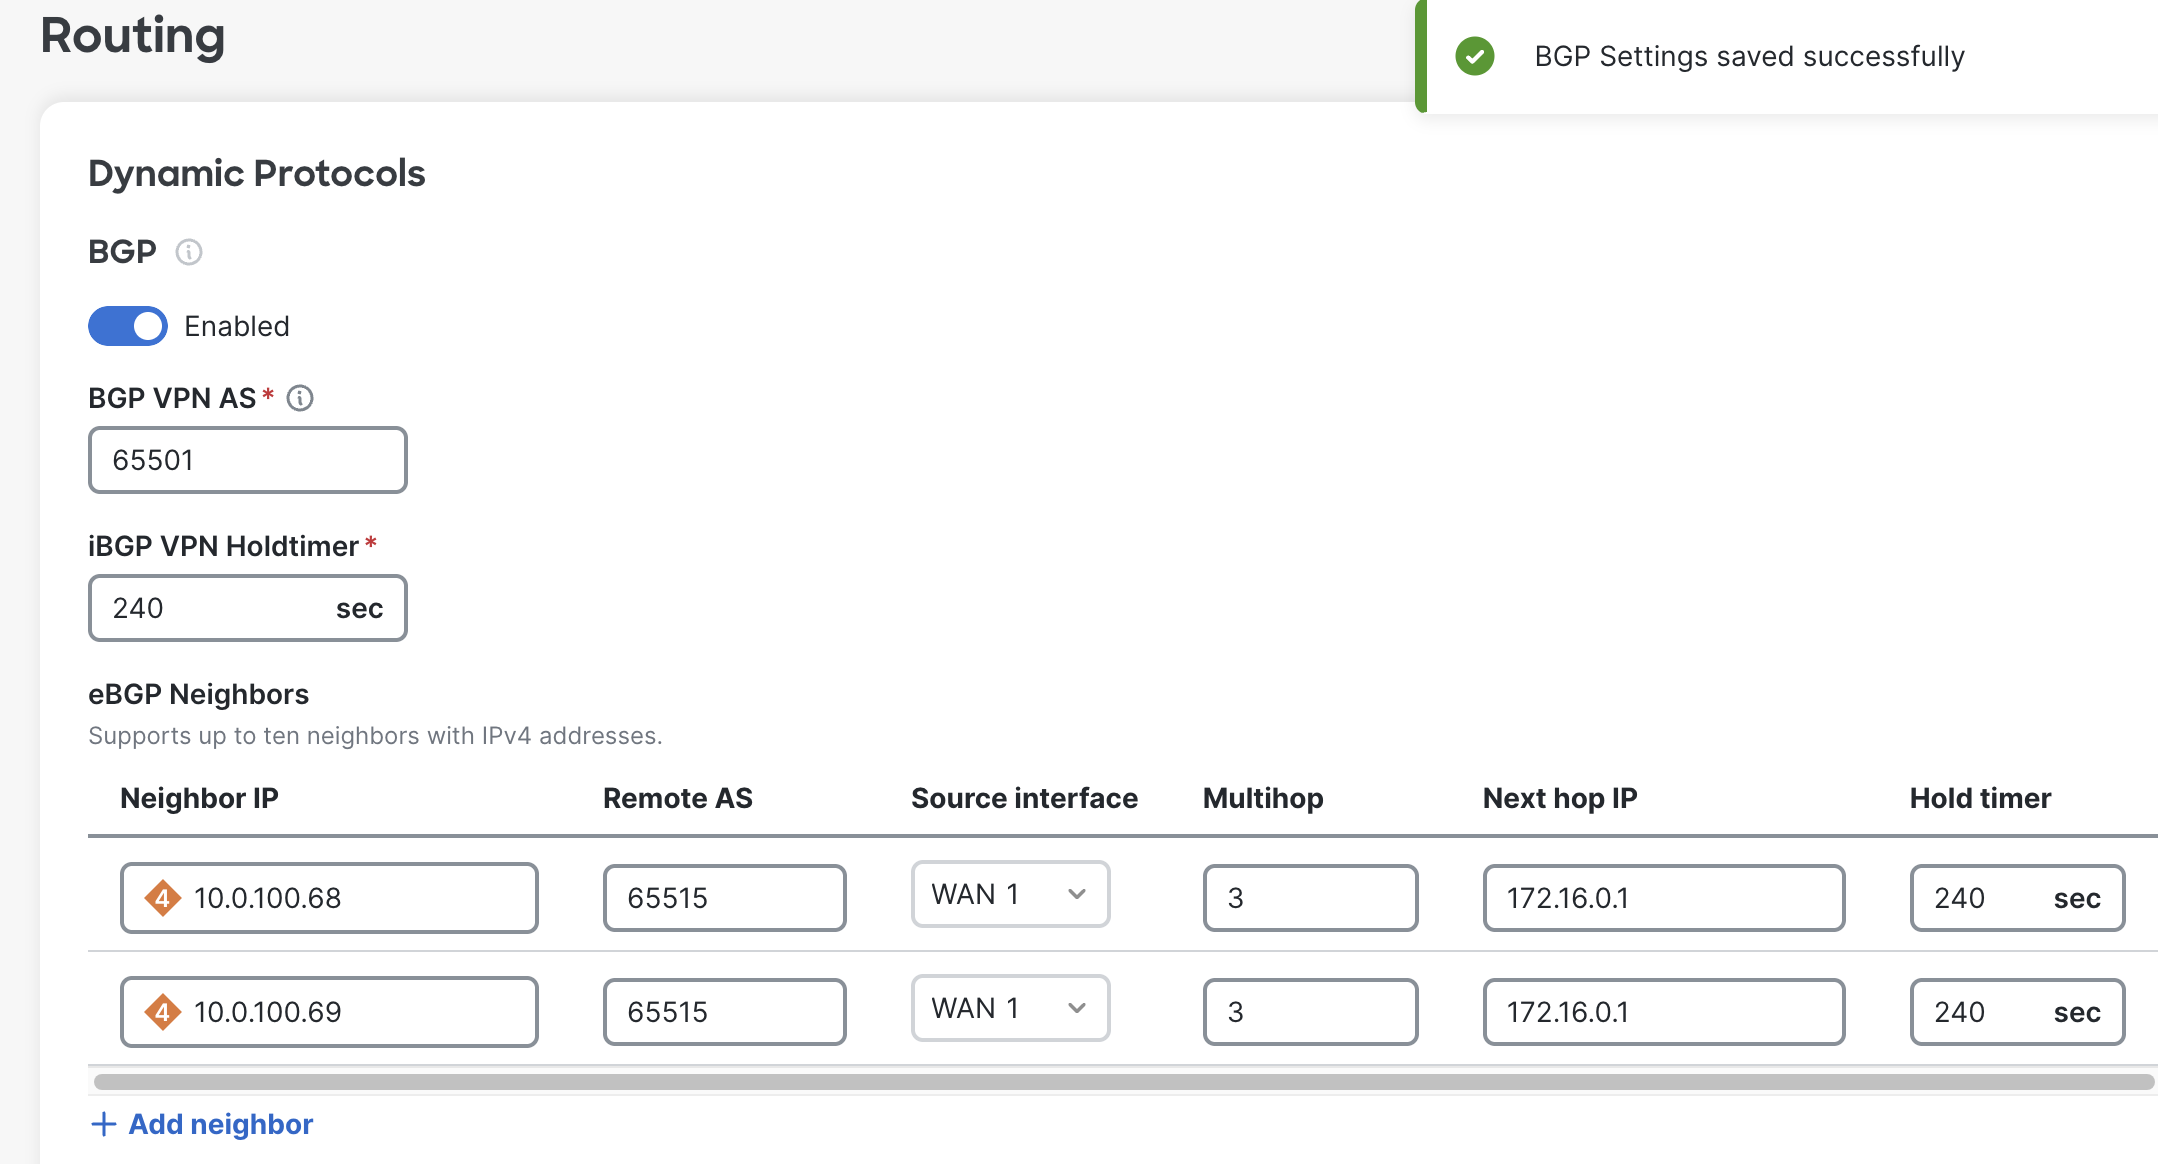 Routing
BGP Settings saved successfully
Dynamic Protocols
BGP
Enabled
BGP VPN AS*
65501
iBGP VPN Holdtimer*
240 sec
eBGP Neighbors
Supports up to ten neighbors with IPv4 addresses.
Neighbor IP Remote AS Source interface Multihop Next hop IP Hold timer
4 10.0.100.68 65515 WAN 1 3 172.16.0.1 240 sec
4 10.0.100.69 65515 WAN 1 3 172.16.0.1 240 sec
+ Add neighbor